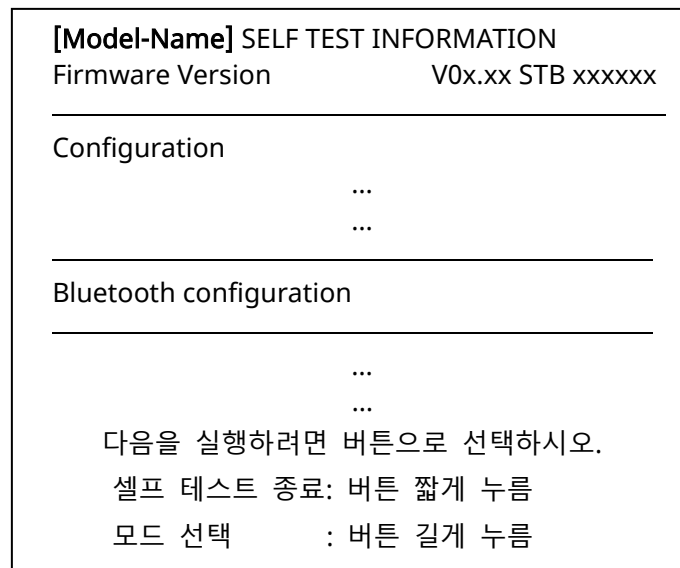 [Model-Name] SELF TEST INFORMATION
Firmware Version V0x.xx STB xxxxxx
Configuration
...
...
Bluetooth configuration
...
...
다음을 실행하려면 버튼으로 선택하시오.
셀프 테스트 종료: 버튼 짧게 누름
모드 선택 : 버튼 길게 누름